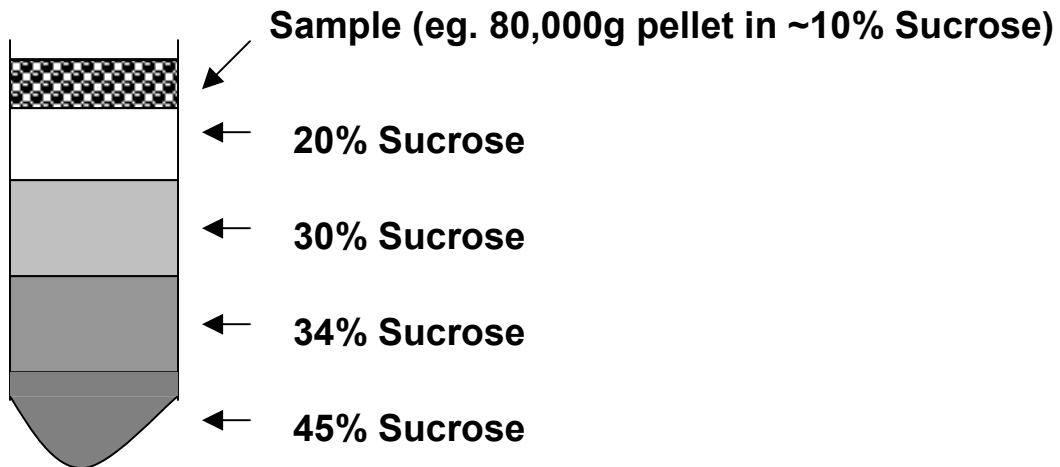 Sample (eg. 80,000g pellet in ~10% Sucrose)
20% Sucrose
30% Sucrose
34% Sucrose
45% Sucrose